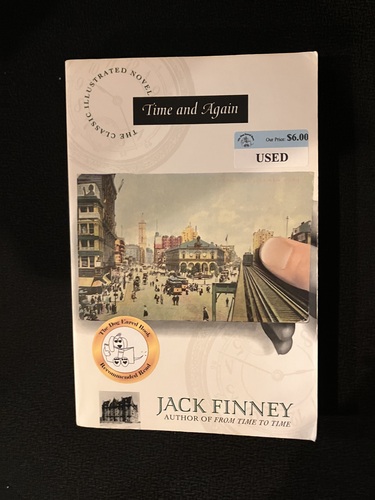 THE CLASSIC ILLUSTRATED NOVEL
Time and Again
Our Price: $6.00
USED
The Dog Eared Book
Recommended Read
JACK FINNEY
AUTHOR OF FROM TIME TO TIME